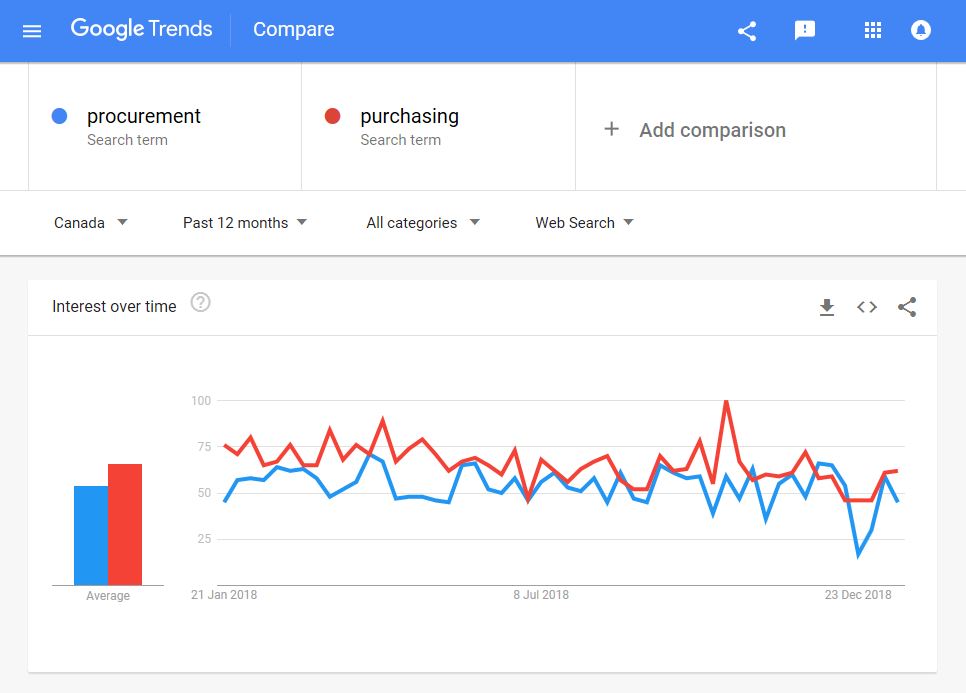 Google Trends Compare
procurement
Search term
purchasing
Search term
+ Add comparison
Canada Past 12 months All categories Web Search
Interest over time ?
100
75
50
25
Average
21 Jan 2018 8 Jul 2018 23 Dec 2018